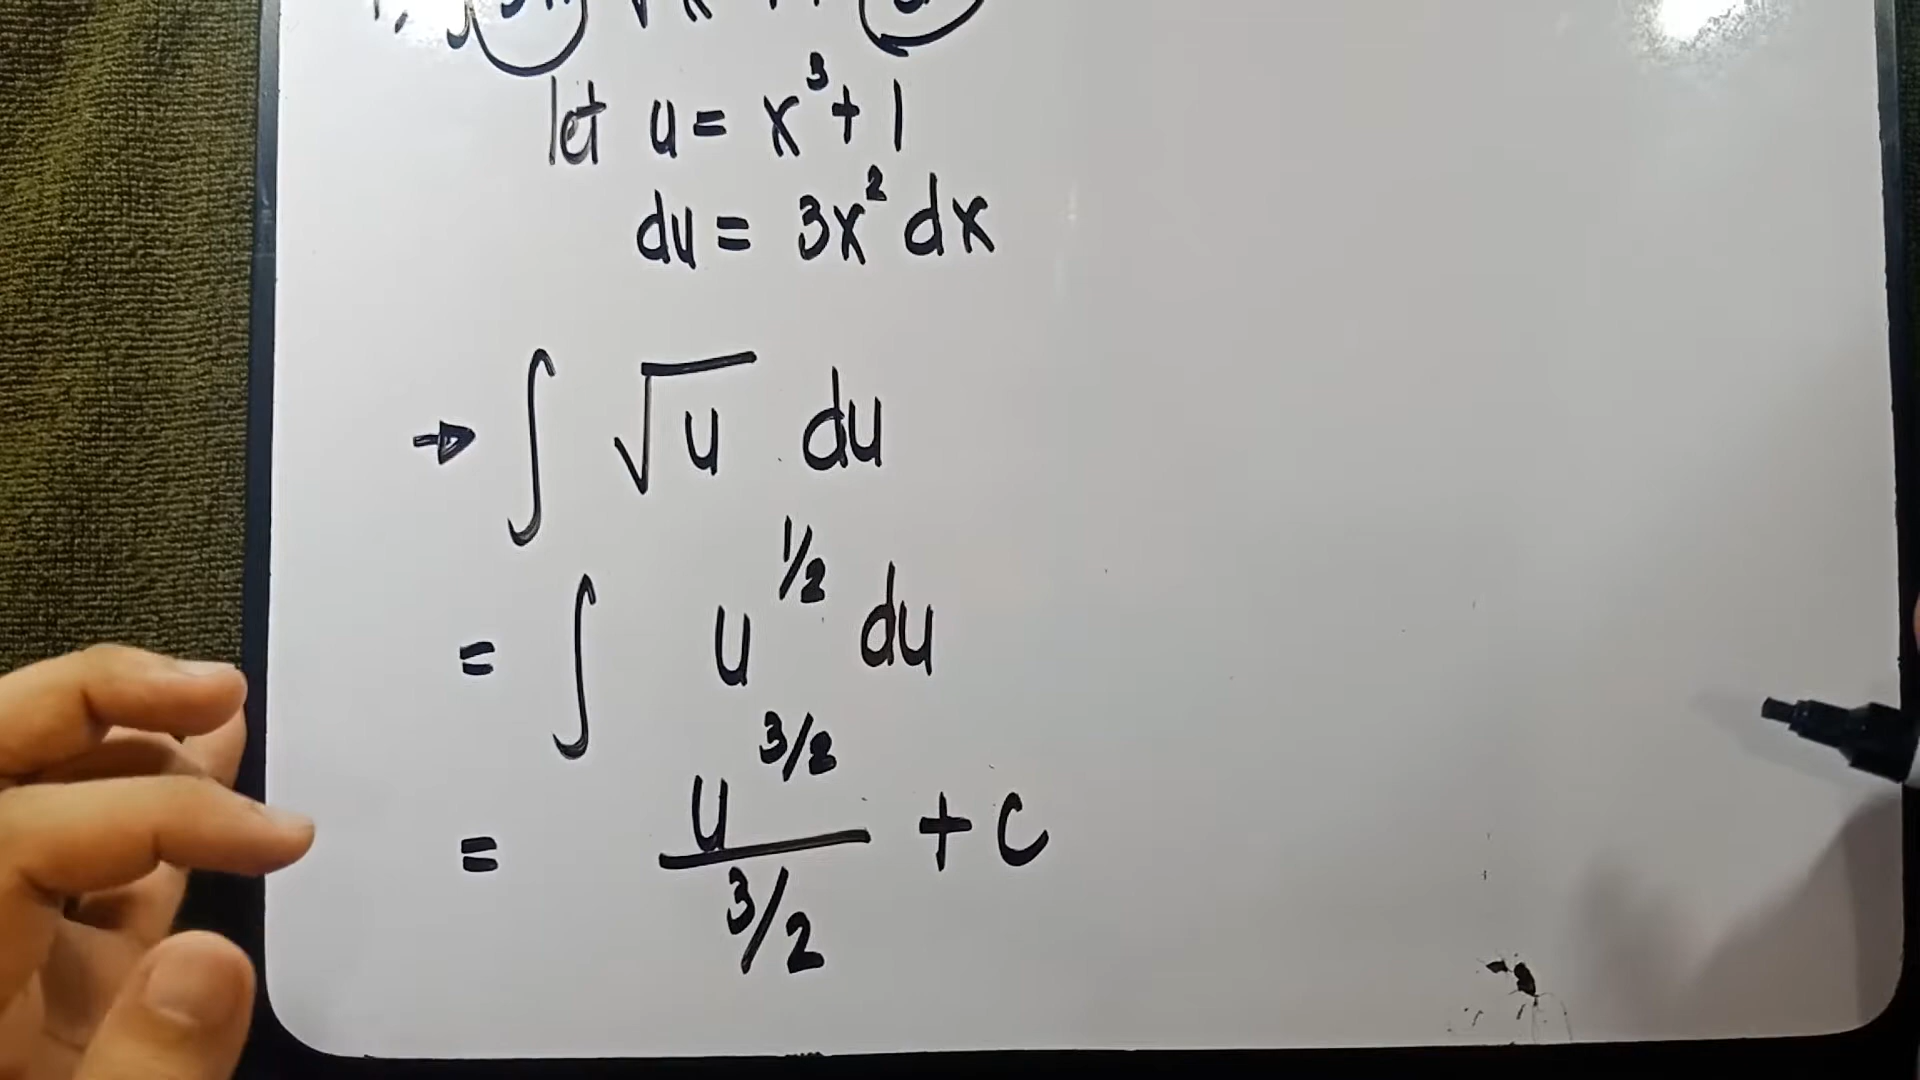 let u = x³ + 1
du = 3x² dx
→ ∫ √u du
= ∫ u^1/2 du
= u^3/2 / 3/2 + c